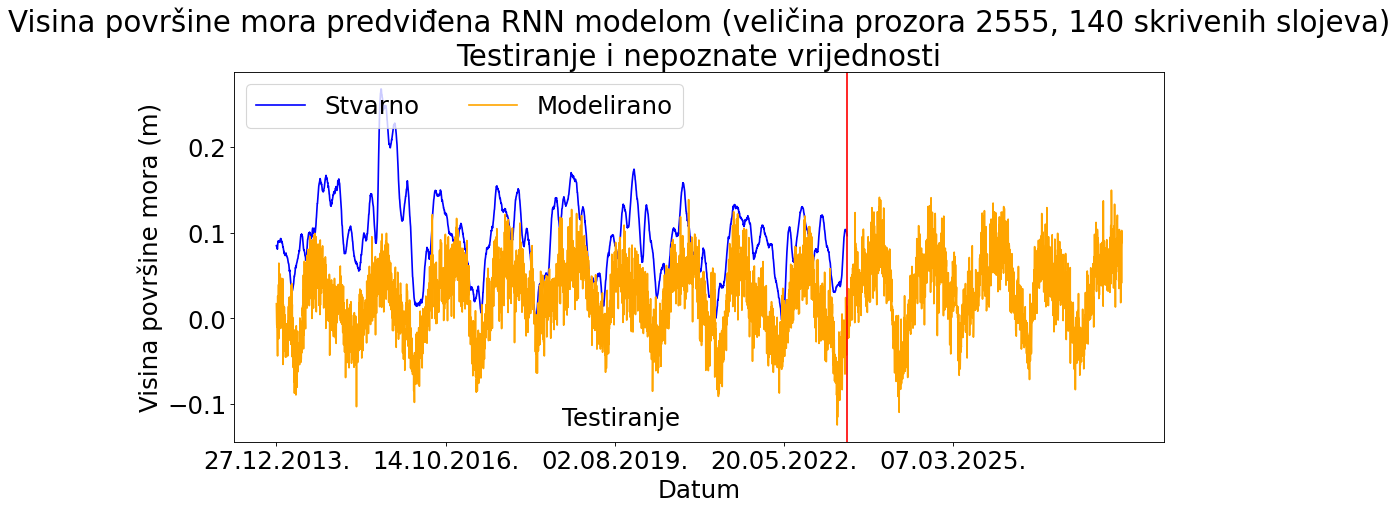 Visina površine mora predviđena RNN modelom (veličina prozora 2555, 140 skrivenih slojeva)
Testiranje i nepoznate vrijednosti
Stvarno
Modelirano
Visina površine mora (m)
0.2
0.1
0.0
−0.1
Testiranje
27.12.2013.
14.10.2016.
02.08.2019.
20.05.2022.
07.03.2025.
Datum